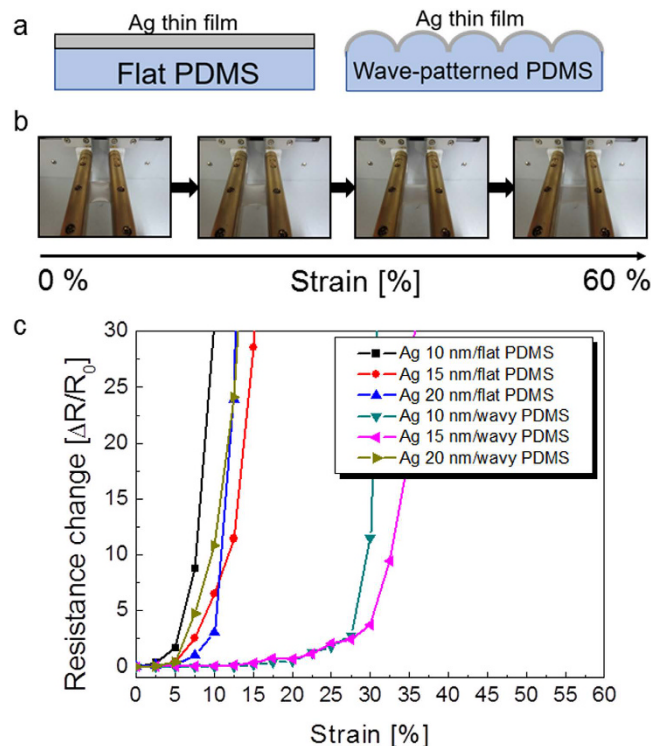 a
Ag thin film
Flat PDMS
Ag thin film
Wave-patterned PDMS
b
0 %
Strain [%]
60 %
c
Resistance change [ΔR/R₀]
30
25
20
15
10
5
0
Ag 10 nm/flat PDMS
Ag 15 nm/flat PDMS
Ag 20 nm/flat PDMS
Ag 10 nm/wavy PDMS
Ag 15 nm/wavy PDMS
Ag 20 nm/wavy PDMS
0 5 10 15 20 25 30 35 40 45 50 55 60
Strain [%]